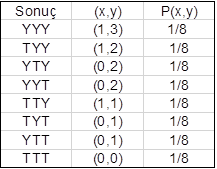 Sonuç (x,y) P(x,y)
YYY (1,3) 1/8
TYY (1,2) 1/8
YTY (0,2) 1/8
YYT (0,2) 1/8
TTY (1,1) 1/8
TYT (0,1) 1/8
YTT (0,1) 1/8
TTT (0,0) 1/8